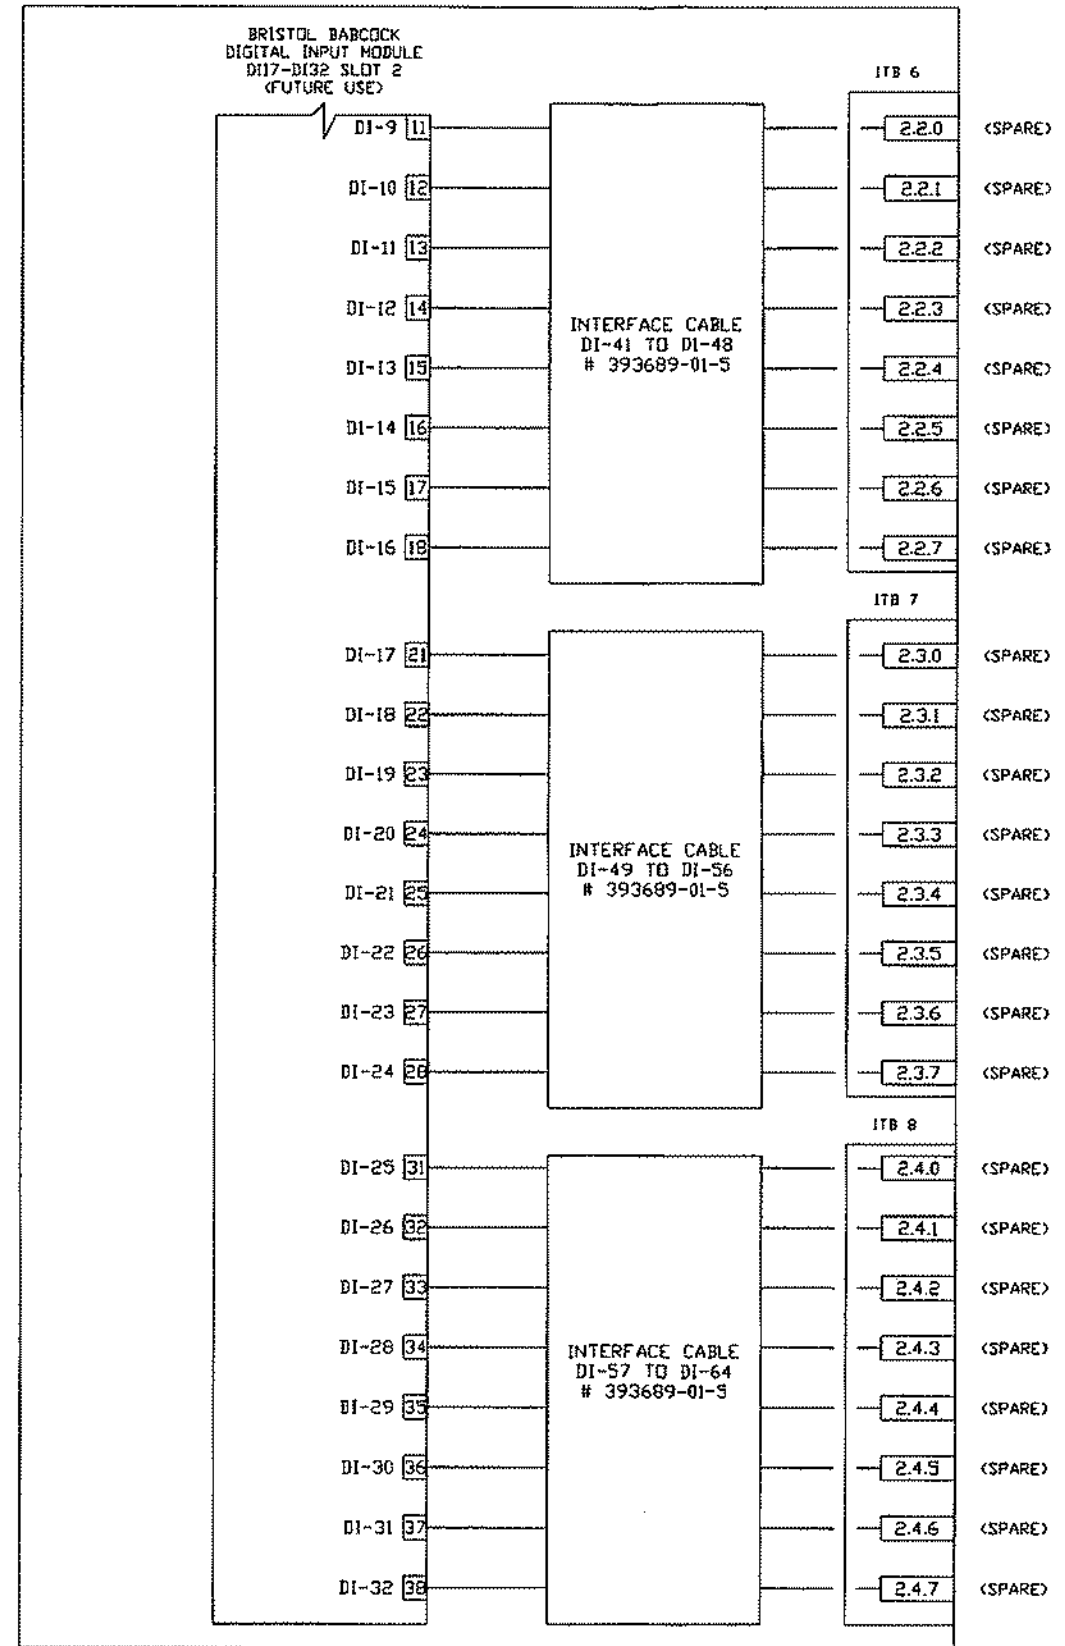 BRISTOL BABCOCK
DIGITAL INPUT MODULE
DI17-DI32 SLOT 2
(FUTURE USE)
ITB 6
DI-9 11 2.2.0 (SPARE)
DI-10 12 2.2.1 (SPARE)
DI-11 13 2.2.2 (SPARE)
DI-12 14 2.2.3 (SPARE)
INTERFACE CABLE
DI-41 TO DI-48
# 393689-01-5
DI-13 15 2.2.4 (SPARE)
DI-14 16 2.2.5 (SPARE)
DI-15 17 2.2.6 (SPARE)
DI-16 18 2.2.7 (SPARE)
ITB 7
DI-17 21 2.3.0 (SPARE)
DI-18 22 2.3.1 (SPARE)
DI-19 23 2.3.2 (SPARE)
DI-20 24 2.3.3 (SPARE)
INTERFACE CABLE
DI-49 TO DI-56
# 393689-01-5
DI-21 25 2.3.4 (SPARE)
DI-22 26 2.3.5 (SPARE)
DI-23 27 2.3.6 (SPARE)
DI-24 28 2.3.7 (SPARE)
ITB 8
DI-25 31 2.4.0 (SPARE)
DI-26 32 2.4.1 (SPARE)
DI-27 33 2.4.2 (SPARE)
DI-28 34 2.4.3 (SPARE)
INTERFACE CABLE
DI-57 TO DI-64
# 393689-01-5
DI-29 35 2.4.4 (SPARE)
DI-30 36 2.4.5 (SPARE)
DI-31 37 2.4.6 (SPARE)
DI-32 38 2.4.7 (SPARE)